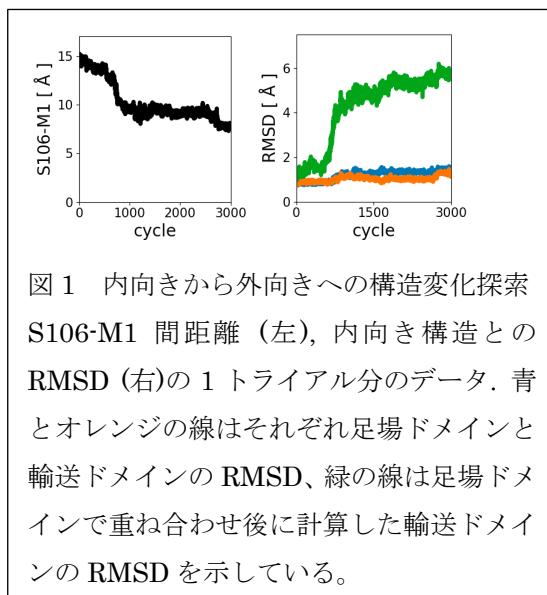 15
10
5
0
S106-M1 [ Å ]
0
1000
2000
3000
cycle
6
4
2
0
RMSD [ Å ]
0
1500
3000
cycle
図 1 内向きから外向きへの構造変化探索
S106-M1 間距離 (左), 内向き構造との
RMSD (右)の 1 トライアル分のデータ. 青
とオレンジの線はそれぞれ足場ドメインと
輸送ドメインの RMSD、緑の線は足場ドメ
インで重ね合わせ後に計算した輸送ドメイ
ンの RMSD を示している。